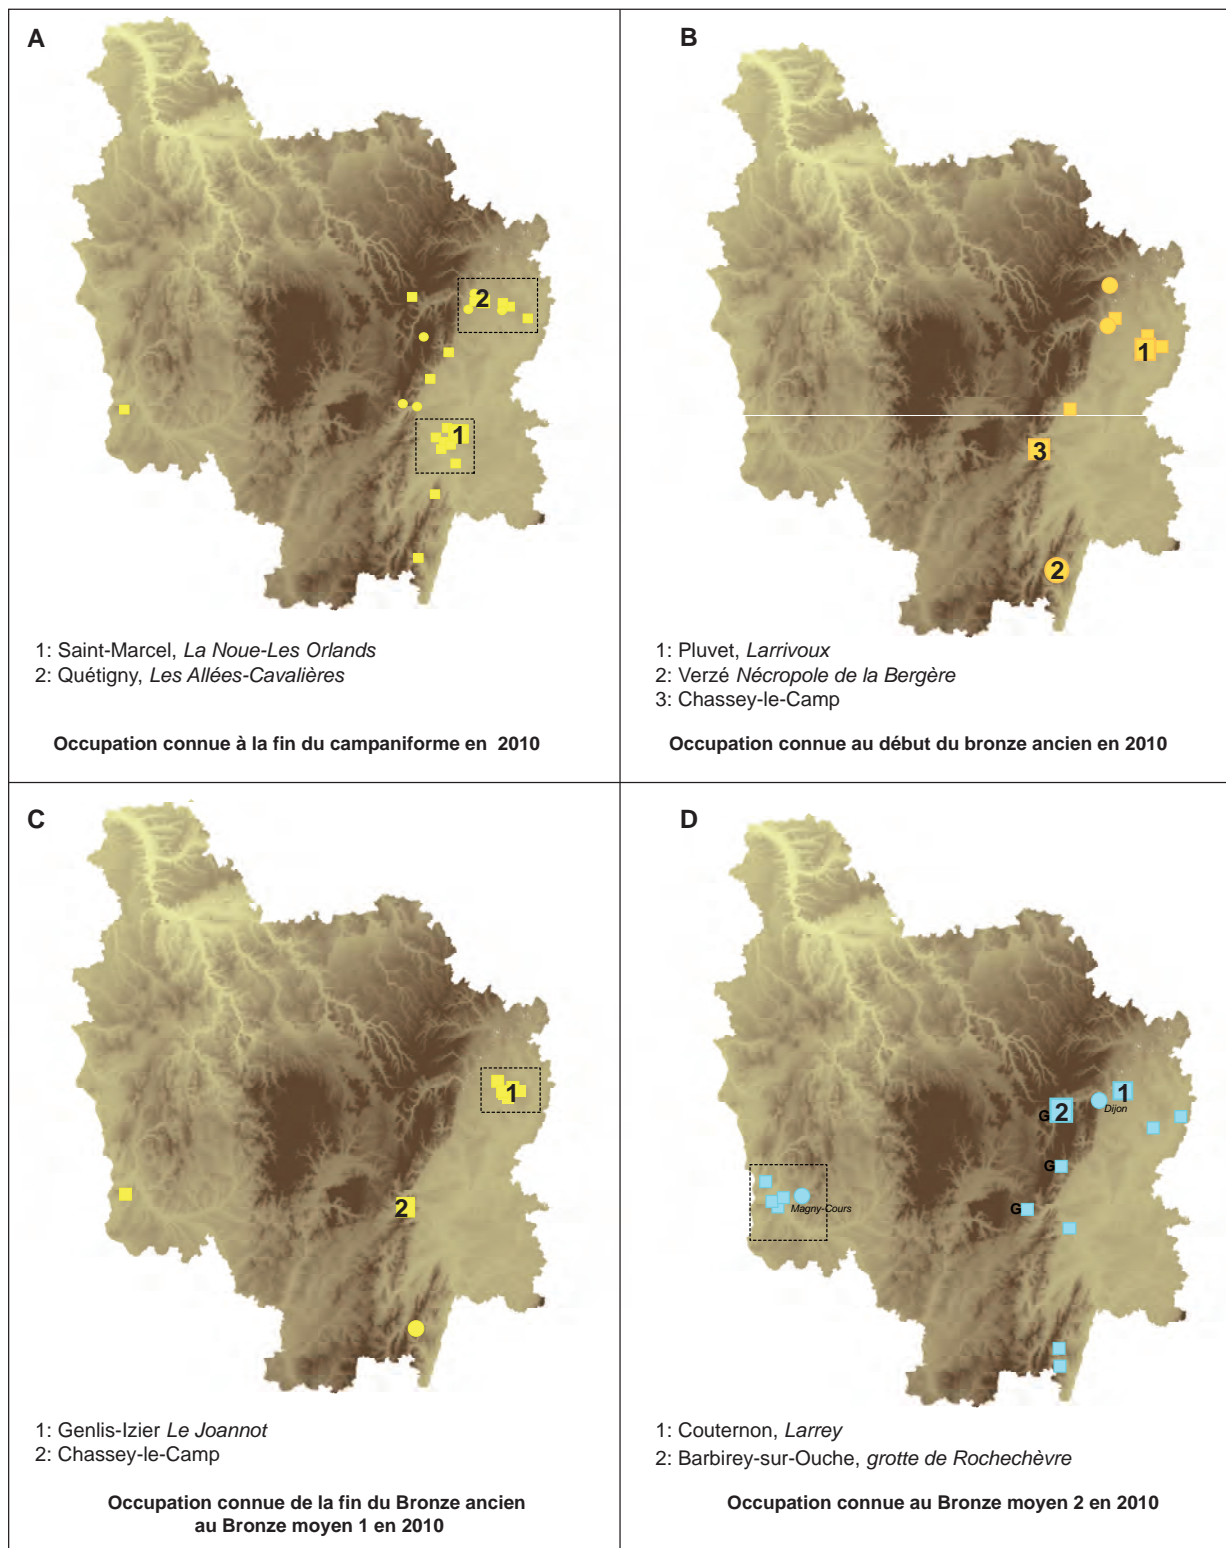 A
2
1
1: Saint-Marcel, La Noue-Les Orlands
2: Quétigny, Les Allées-Cavalières
Occupation connue à la fin du campaniforme en 2010
B
1
3
2
1: Pluvet, Larrivoux
2: Verzé Nécropole de la Bergère
3: Chassey-le-Camp
Occupation connue au début du bronze ancien en 2010
C
1
2
1: Genlis-Izier Le Joannot
2: Chassey-le-Camp
Occupation connue de la fin du Bronze ancien
au Bronze moyen 1 en 2010
D
1
2
G
Dijon
G
G
Magny-Cours
1: Couternon, Larrey
2: Barbirey-sur-Ouche, grotte de Rochechèvre
Occupation connue au Bronze moyen 2 en 2010